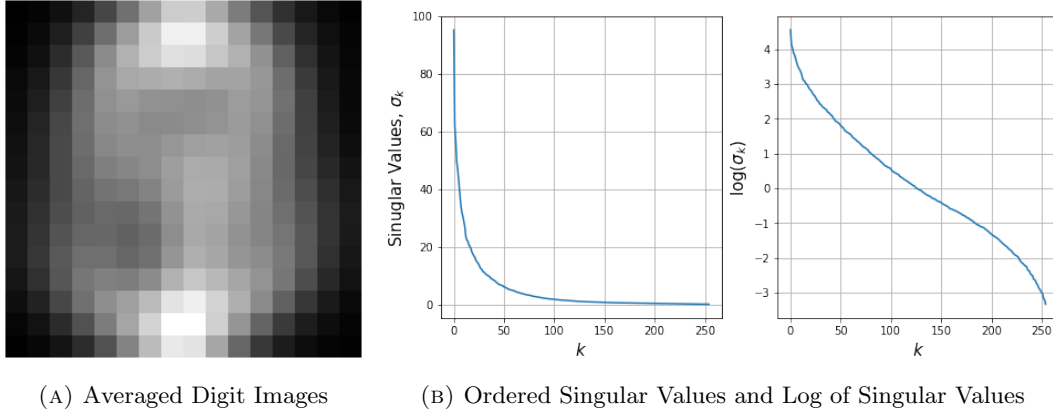 100
80
60
40
20
0
Sinuglar Values, σₖ
0 50 100 150 200 250
k
4
3
2
1
0
−1
−2
−3
log(σₖ)
0 50 100 150 200 250
k
(A) Averaged Digit Images
(B) Ordered Singular Values and Log of Singular Values